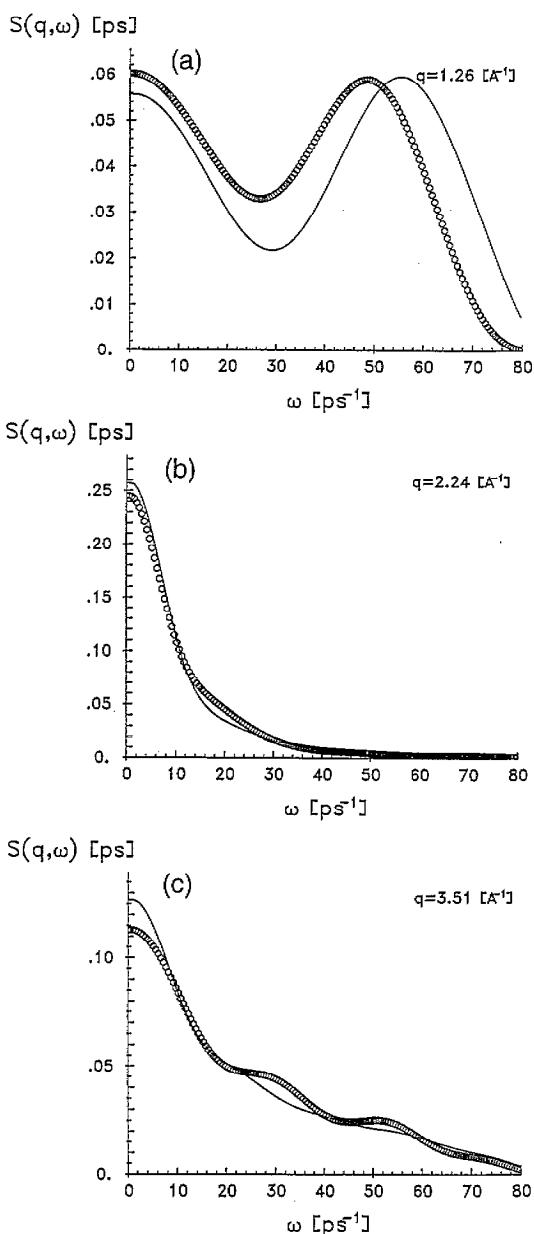 S(q,ω) [ps]
(a)
q=1.26 [A⁻¹]
.06
.05
.04
.03
.02
.01
0.
0 10 20 30 40 50 60 70 80
ω [ps⁻¹]
S(q,ω) [ps]
(b)
q=2.24 [A⁻¹]
.25
.20
.15
.10
.05
0.
0 10 20 30 40 50 60 70 80
ω [ps⁻¹]
S(q,ω) [ps]
(c)
q=3.51 [A⁻¹]
.10
.05
0.
0 10 20 30 40 50 60 70 80
ω [ps⁻¹]